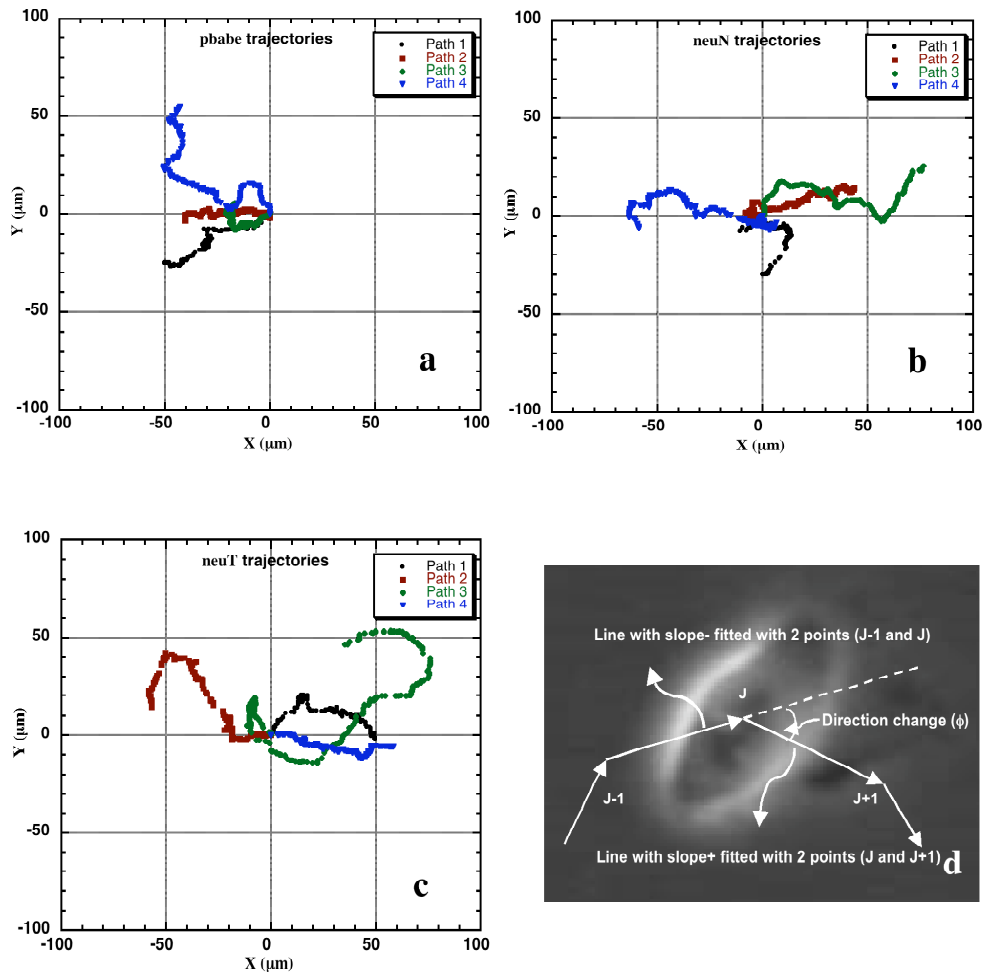 pbabe trajectories
Path 1
Path 2
Path 3
Path 4
100
50
0
-50
-100
Y (μm)
-50
0
50
100
X (μm)
a
neuN trajectories
Path 1
Path 2
Path 3
Path 4
100
50
0
-50
-100
Y (μm)
-100
-50
0
50
100
X (μm)
b
neuT trajectories
Path 1
Path 2
Path 3
Path 4
100
50
0
-50
-100
Y (μm)
-100
-50
0
50
100
X (μm)
c
Line with slope- fitted with 2 points (J-1 and J)
J
Direction change (ϕ)
J-1
J+1
Line with slope+ fitted with 2 points (J and J+1)
d